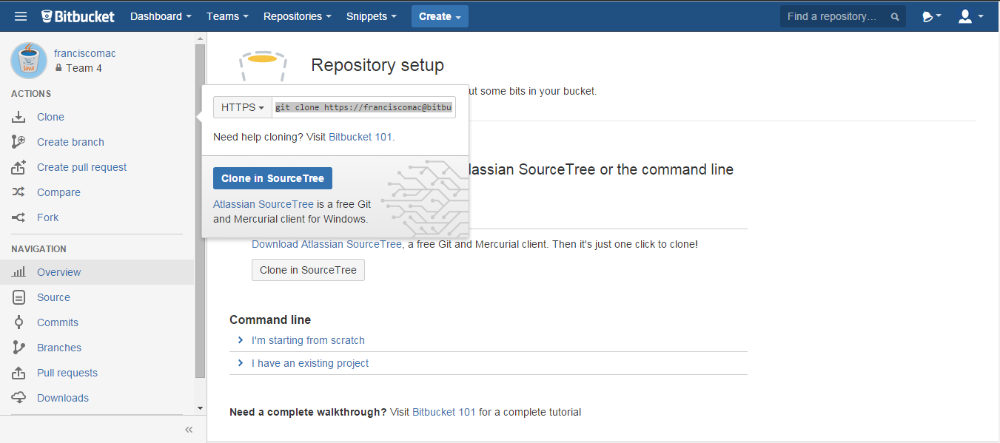 Bitbucket Dashboard Teams Repositories Snippets Create Find a repository...
franciscomac
Team 4
ACTIONS
Clone
Create branch
Create pull request
Compare
Fork
NAVIGATION
Overview
Source
Commits
Branches
Pull requests
Downloads
Repository setup
ut some bits in your bucket.
HTTPS git clone https://franciscomac@bitbu
Need help cloning? Visit Bitbucket 101.
lassian SourceTree or the command line
Clone in SourceTree
Atlassian SourceTree is a free Git
and Mercurial client for Windows.
Download Atlassian SourceTree, a free Git and Mercurial client. Then it's just one click to clone!
Clone in SourceTree
Command line
I'm starting from scratch
I have an existing project
Need a complete walkthrough? Visit Bitbucket 101 for a complete tutorial